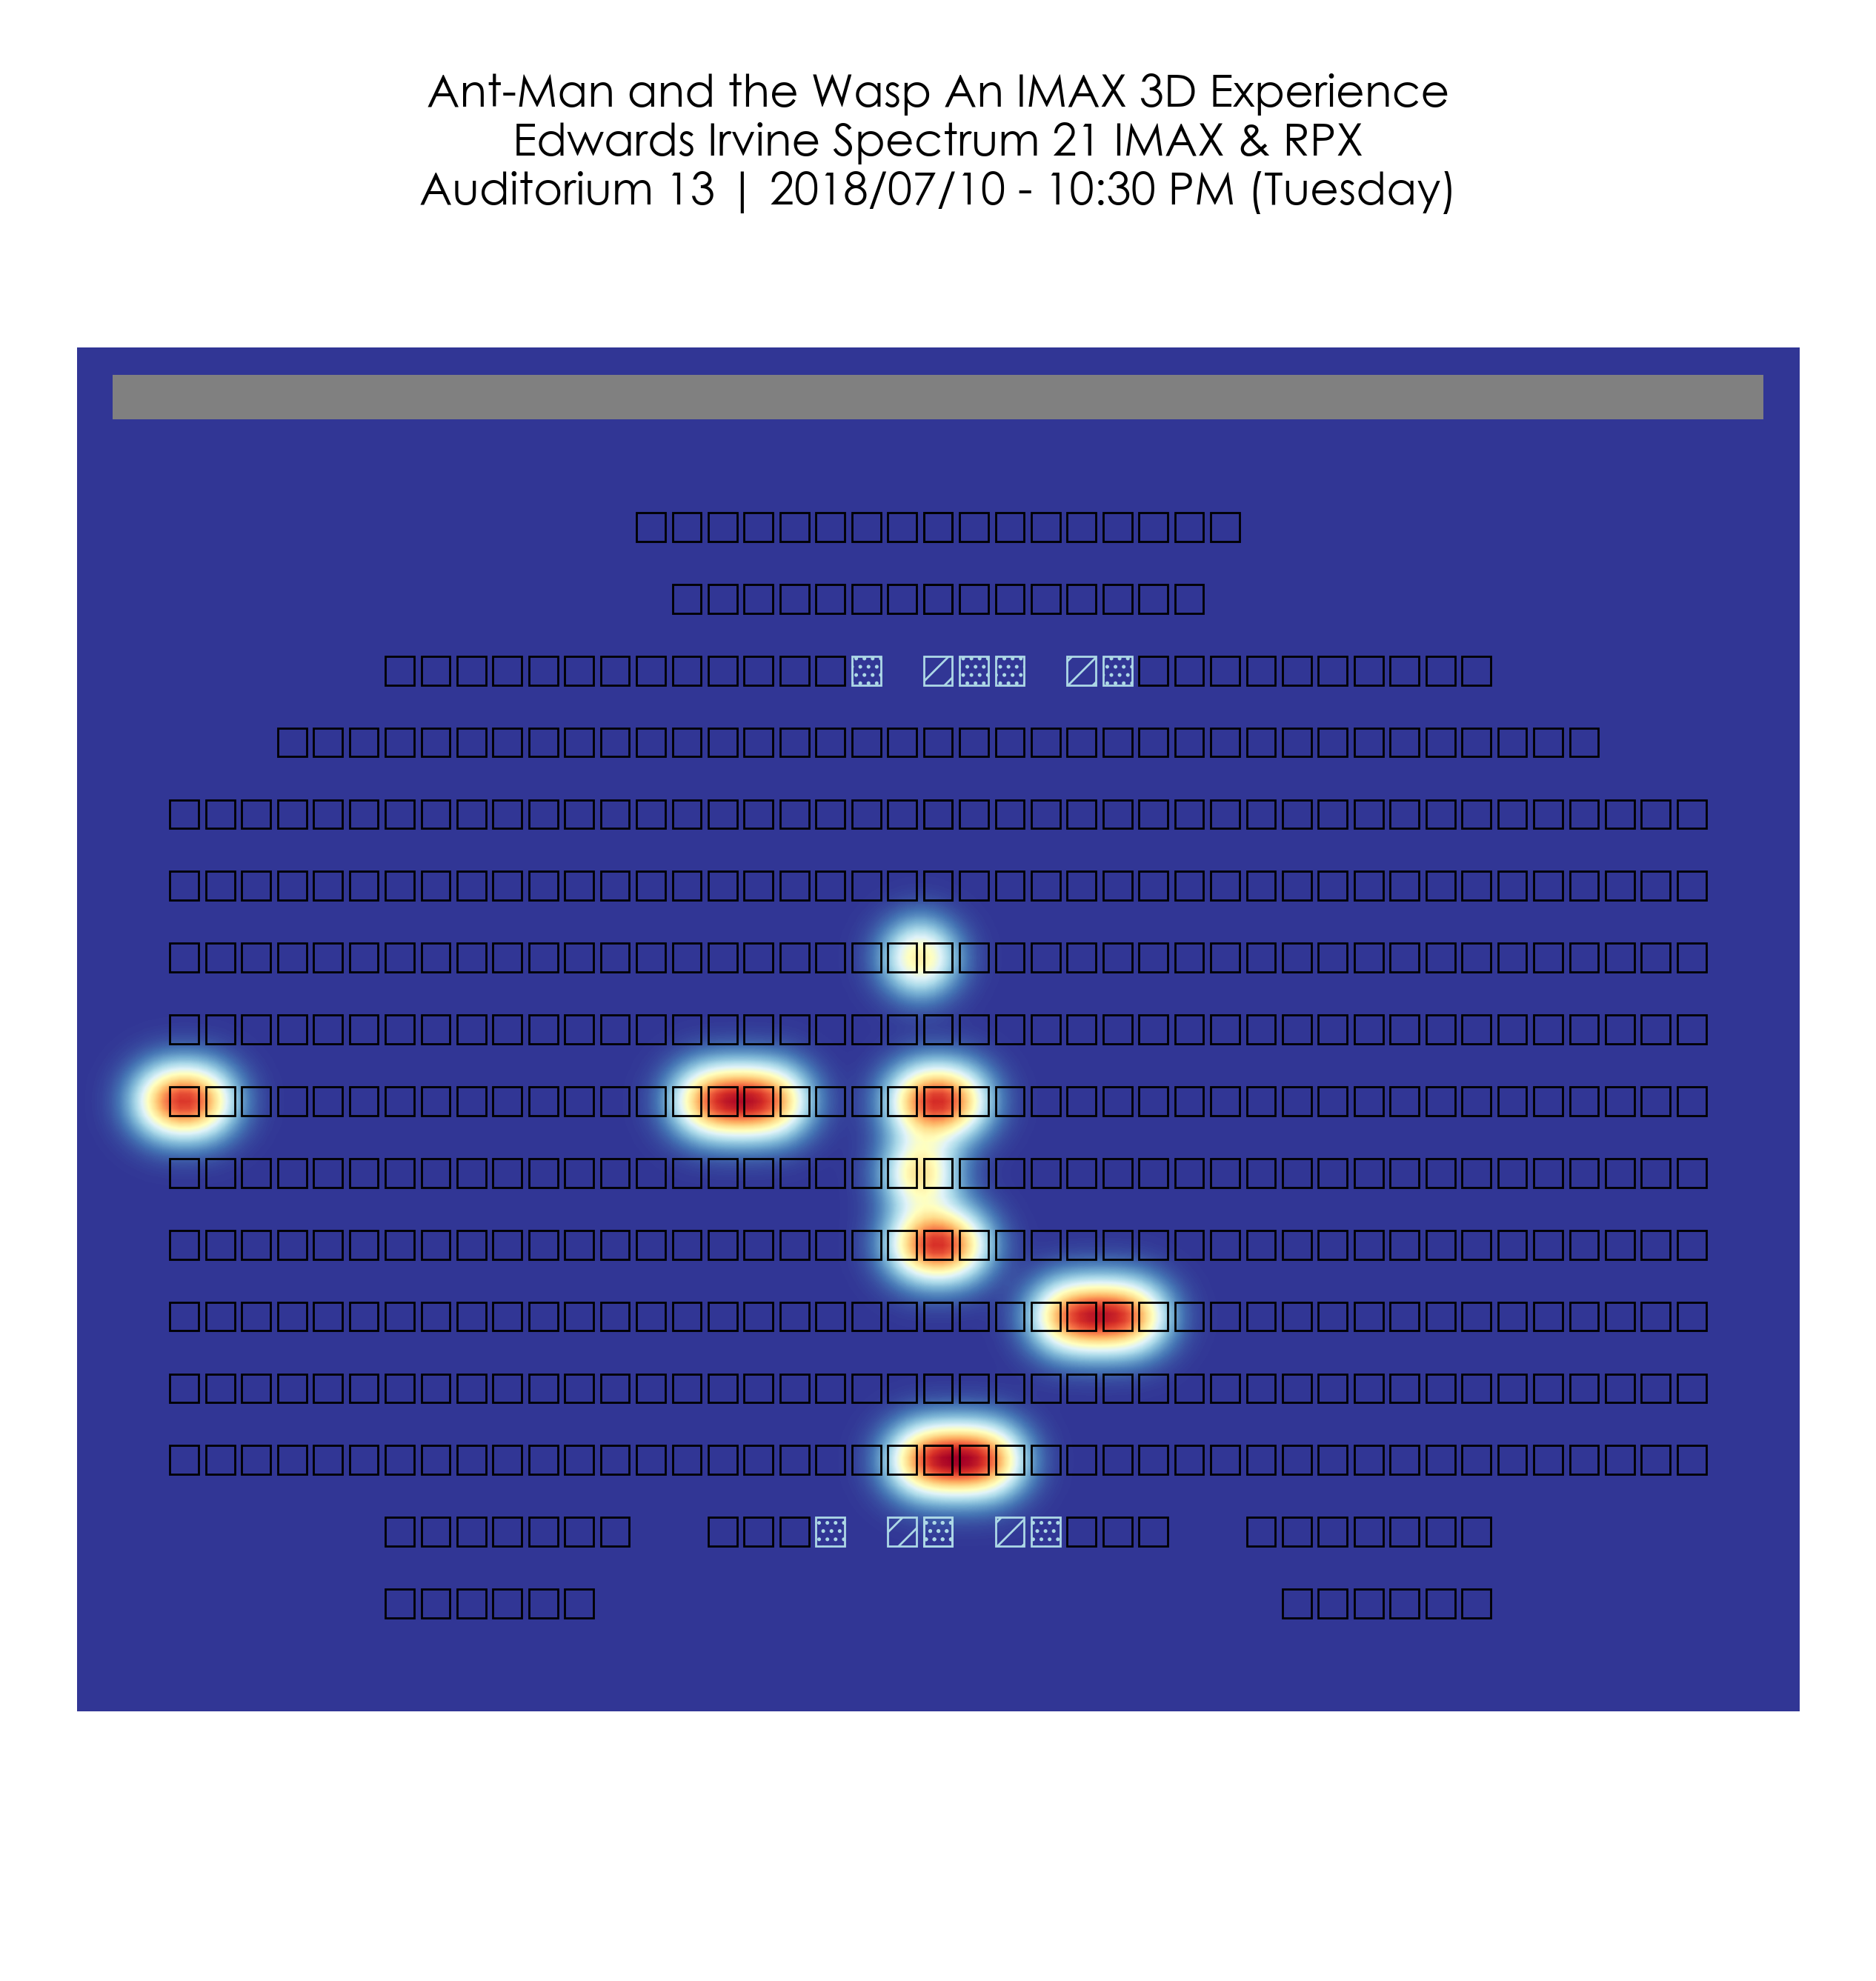 Ant-Man and the Wasp An IMAX 3D Experience
Edwards Irvine Spectrum 21 IMAX & RPX
Auditorium 13 | 2018/07/10 - 10:30 PM (Tuesday)